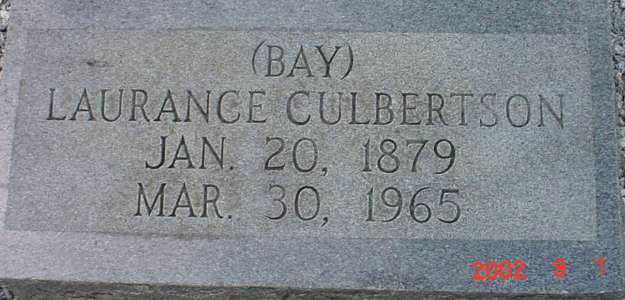 (BAY)
LAURANCE CULBERTSON
JAN. 20, 1879
MAR. 30, 1965
2002 9 1